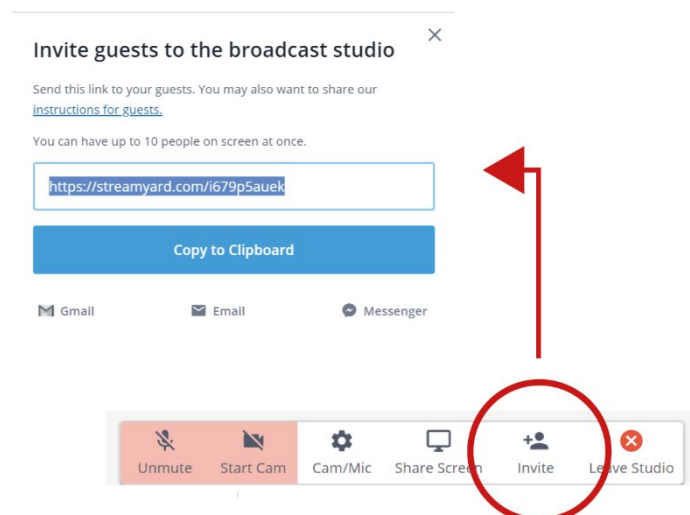 Invite guests to the broadcast studio
Send this link to your guests. You may also want to share our
instructions for guests.
You can have up to 10 people on screen at once.
https://streamyard.com/i679p5auek
Copy to Clipboard
Gmail Email Messenger
Unmute Start Cam Cam/Mic Share Screen Invite Leave Studio